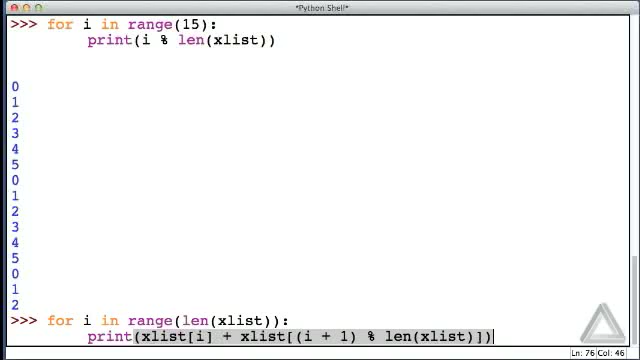 *Python Shell*
>>> for i in range(15):
        print(i % len(xlist))
0
1
2
3
4
5
0
1
2
3
4
5
0
1
2
>>> for i in range(len(xlist)):
        print(xlist[i] + xlist[(i + 1) % len(xlist)])
Ln: 76 Col: 46